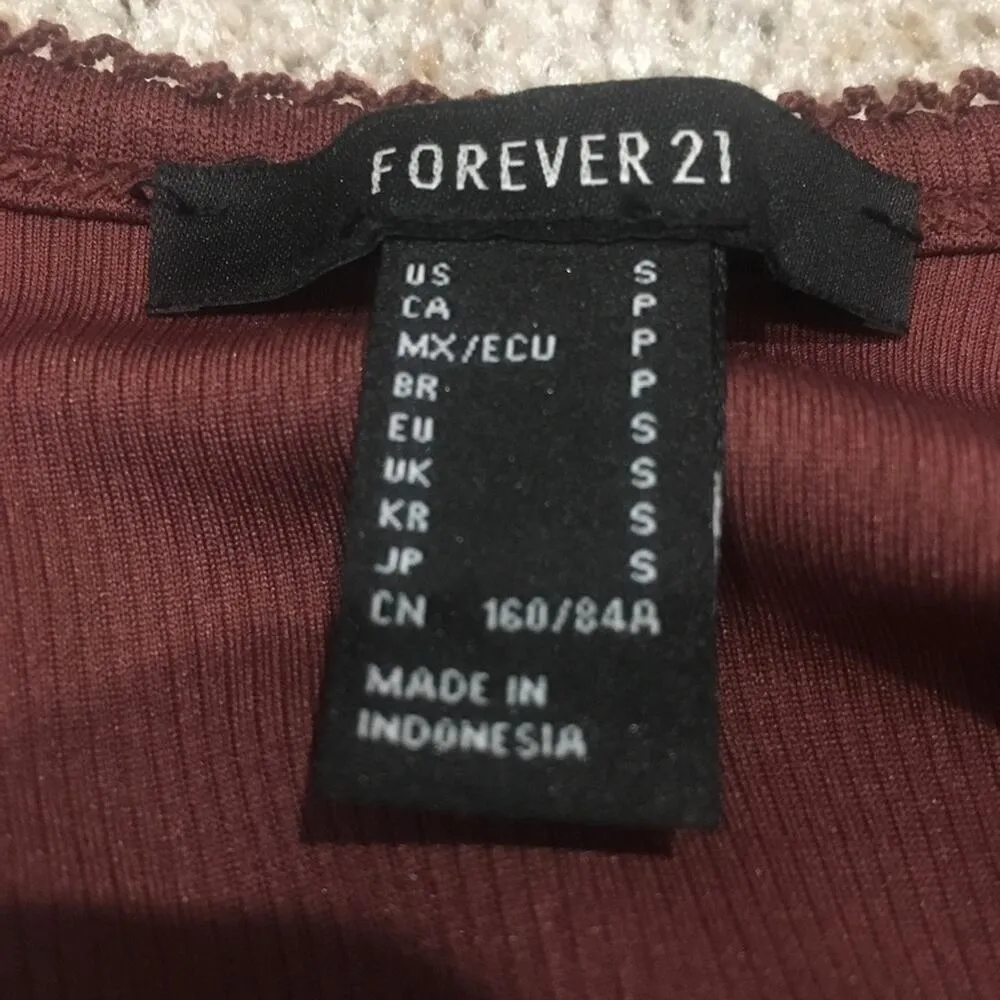 FOREVER 21
US S
CA P
MX/ECU P
BR P
EU S
UK S
KR S
JP S
CN 160/84A
MADE IN
INDONESIA